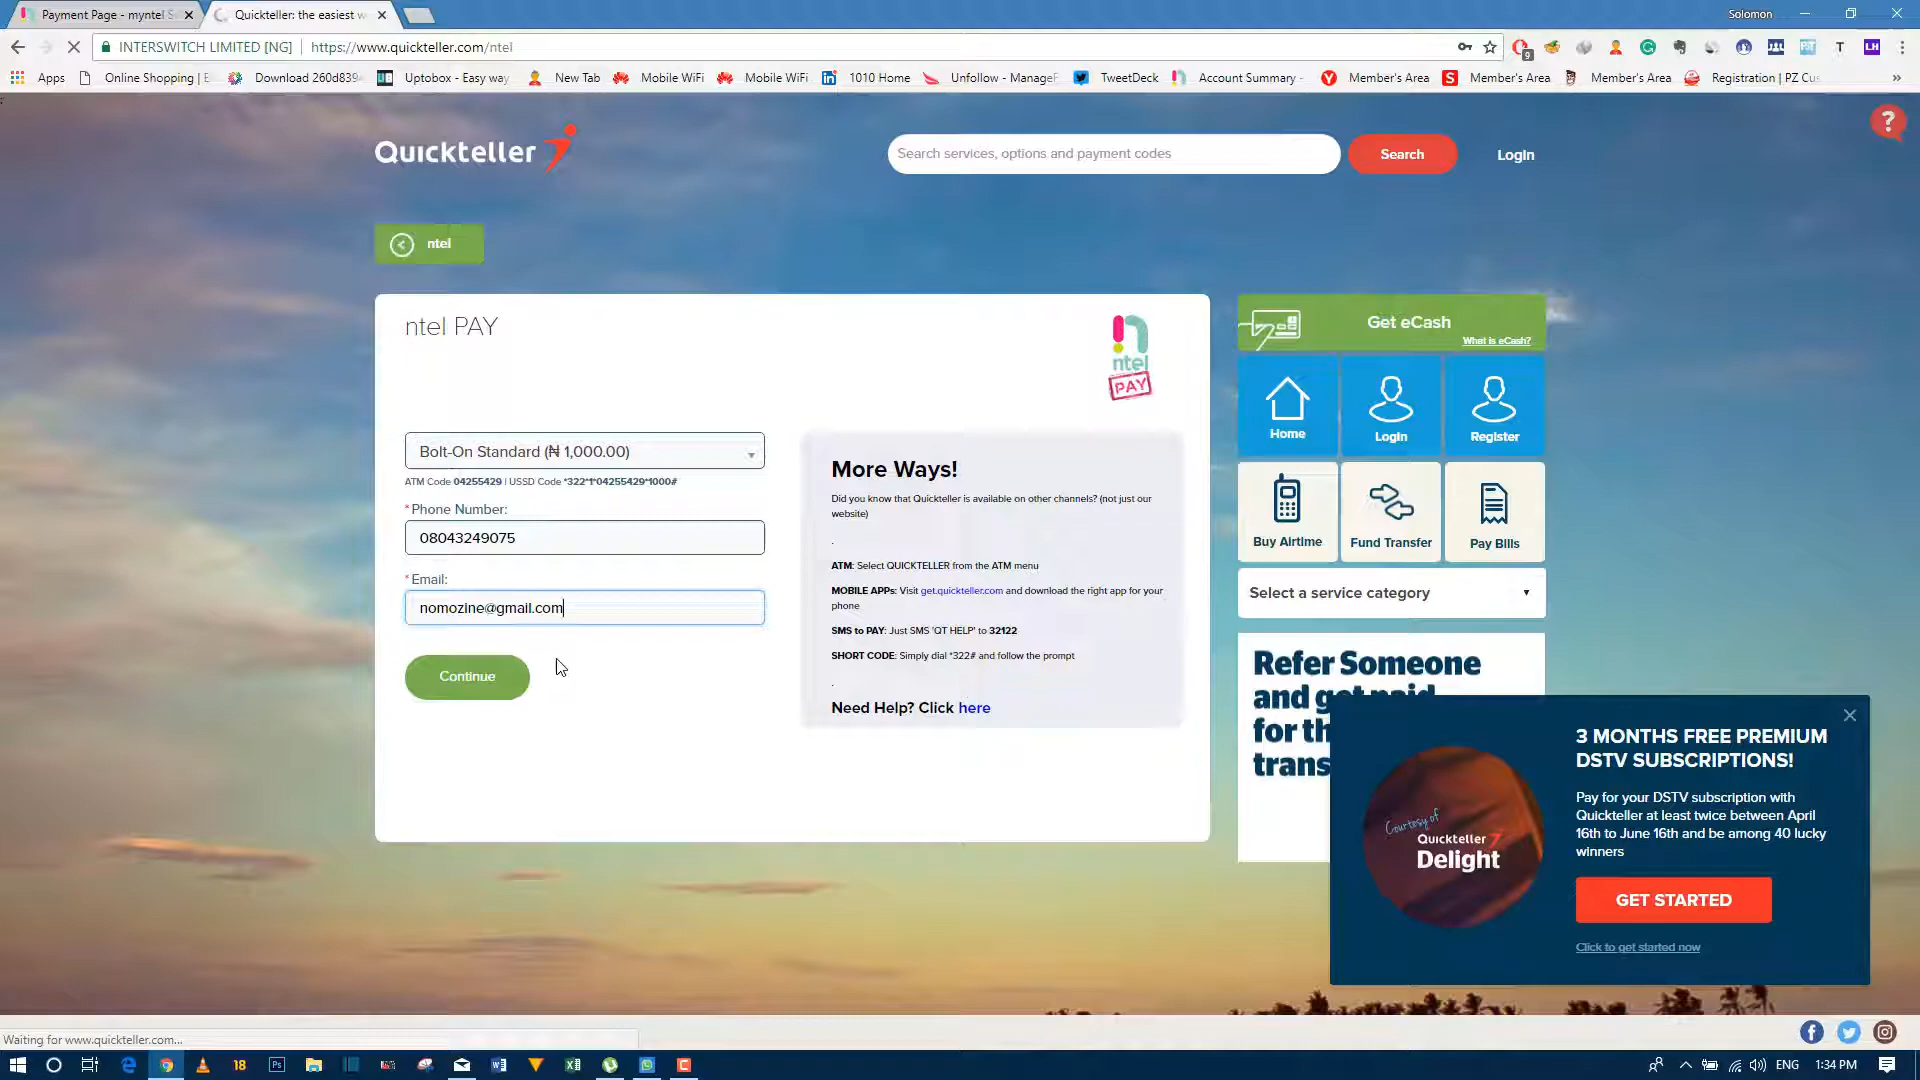 Payment Page - myntel S
Quickteller: the easiest w
Solomon
INTERSWITCH LIMITED [NG]
https://www.quickteller.com/ntel
9
Apps
Online Shopping | E
Download 260d839
Uptobox - Easy way
New Tab
Mobile WiFi
Mobile WiFi
1010 Home
Unfollow - ManageF
TweetDeck
Account Summary -
Member's Area
Member's Area
Member's Area
Registration | PZ Cus
»
Quickteller
Search services, options and payment codes
Search
Login
?
ntel
ntel PAY
ntel
PAY
Bolt-On Standard (₦ 1,000.00)
ATM Code 04255429 | USSD Code *322*1*04255429*1000#
*Phone Number:
08043249075
*Email:
nomozine@gmail.com
Continue
More Ways!
Did you know that Quickteller is available on other channels? (not just our
website)
.
ATM: Select QUICKTELLER from the ATM menu
MOBILE APPs: Visit get.quickteller.com and download the right app for your
phone
SMS to PAY: Just SMS 'QT HELP' to 32122
SHORT CODE: Simply dial *322# and follow the prompt
.
Need Help? Click here
Get eCash
What is eCash?
Home
Login
Register
Buy Airtime
Fund Transfer
Pay Bills
Select a service category
Refer Someone
and get paid
for th
trans
3 MONTHS FREE PREMIUM
DSTV SUBSCRIPTIONS!
Pay for your DSTV subscription with
Quickteller at least twice between April
16th to June 16th and be among 40 lucky
winners
Courtesy of
Quickteller
Delight
GET STARTED
Click to get started now
Waiting for www.quickteller.com...
18
ENG
1:34 PM